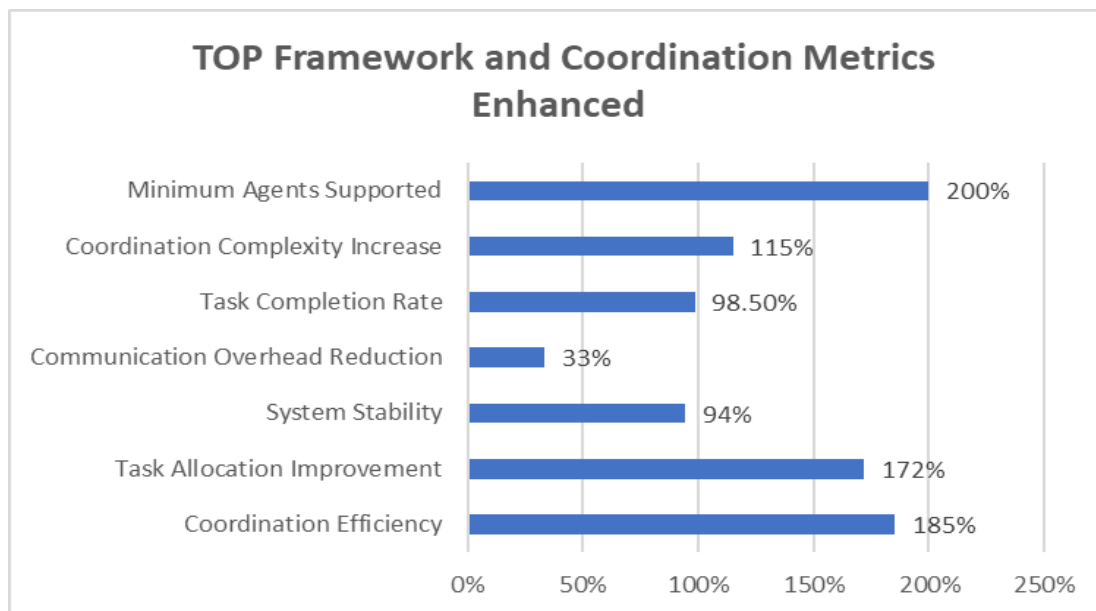 TOP Framework and Coordination Metrics
Enhanced
Minimum Agents Supported 200%
Coordination Complexity Increase 115%
Task Completion Rate 98.50%
Communication Overhead Reduction 33%
System Stability 94%
Task Allocation Improvement 172%
Coordination Efficiency 185%
0% 50% 100% 150% 200% 250%